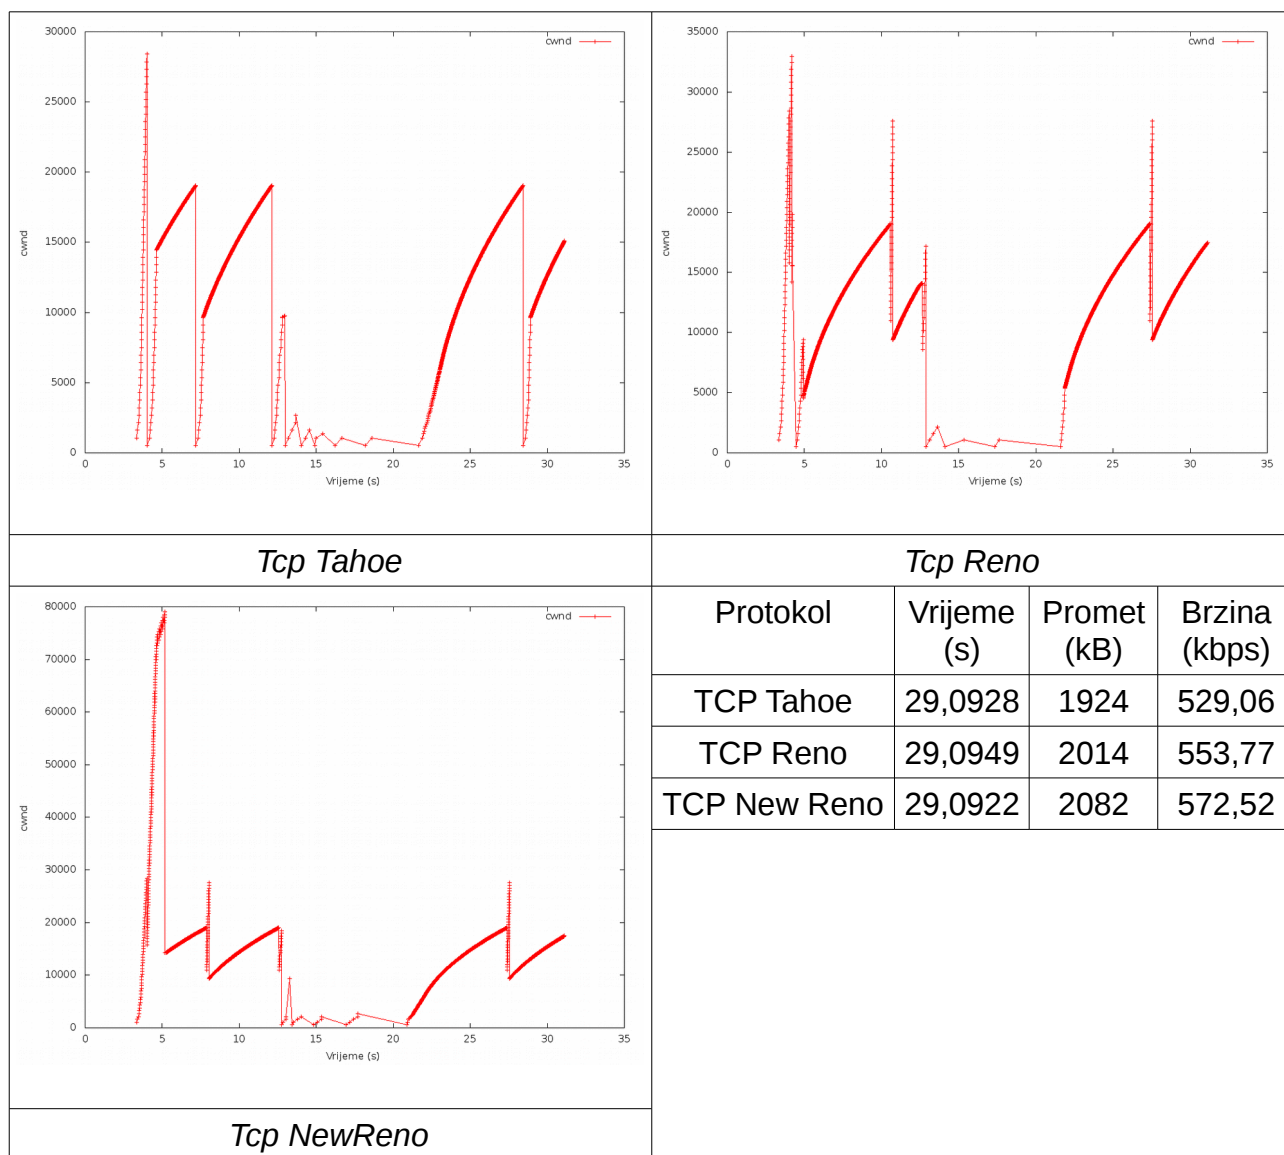 30000
25000
20000
15000
10000
5000
0
cwnd
cwnd
0 5 10 15 20 25 30 35
Vrijeme (s)
Tcp Tahoe
35000
30000
25000
20000
15000
10000
5000
0
cwnd
cwnd
0 5 10 15 20 25 30 35
Vrijeme (s)
Tcp Reno
80000
70000
60000
50000
40000
30000
20000
10000
0
cwnd
cwnd
0 5 10 15 20 25 30 35
Vrijeme (s)
Tcp NewReno
Protokol Vrijeme Promet Brzina
(s) (kB) (kbps)
TCP Tahoe 29,0928 1924 529,06
TCP Reno 29,0949 2014 553,77
TCP New Reno 29,0922 2082 572,52